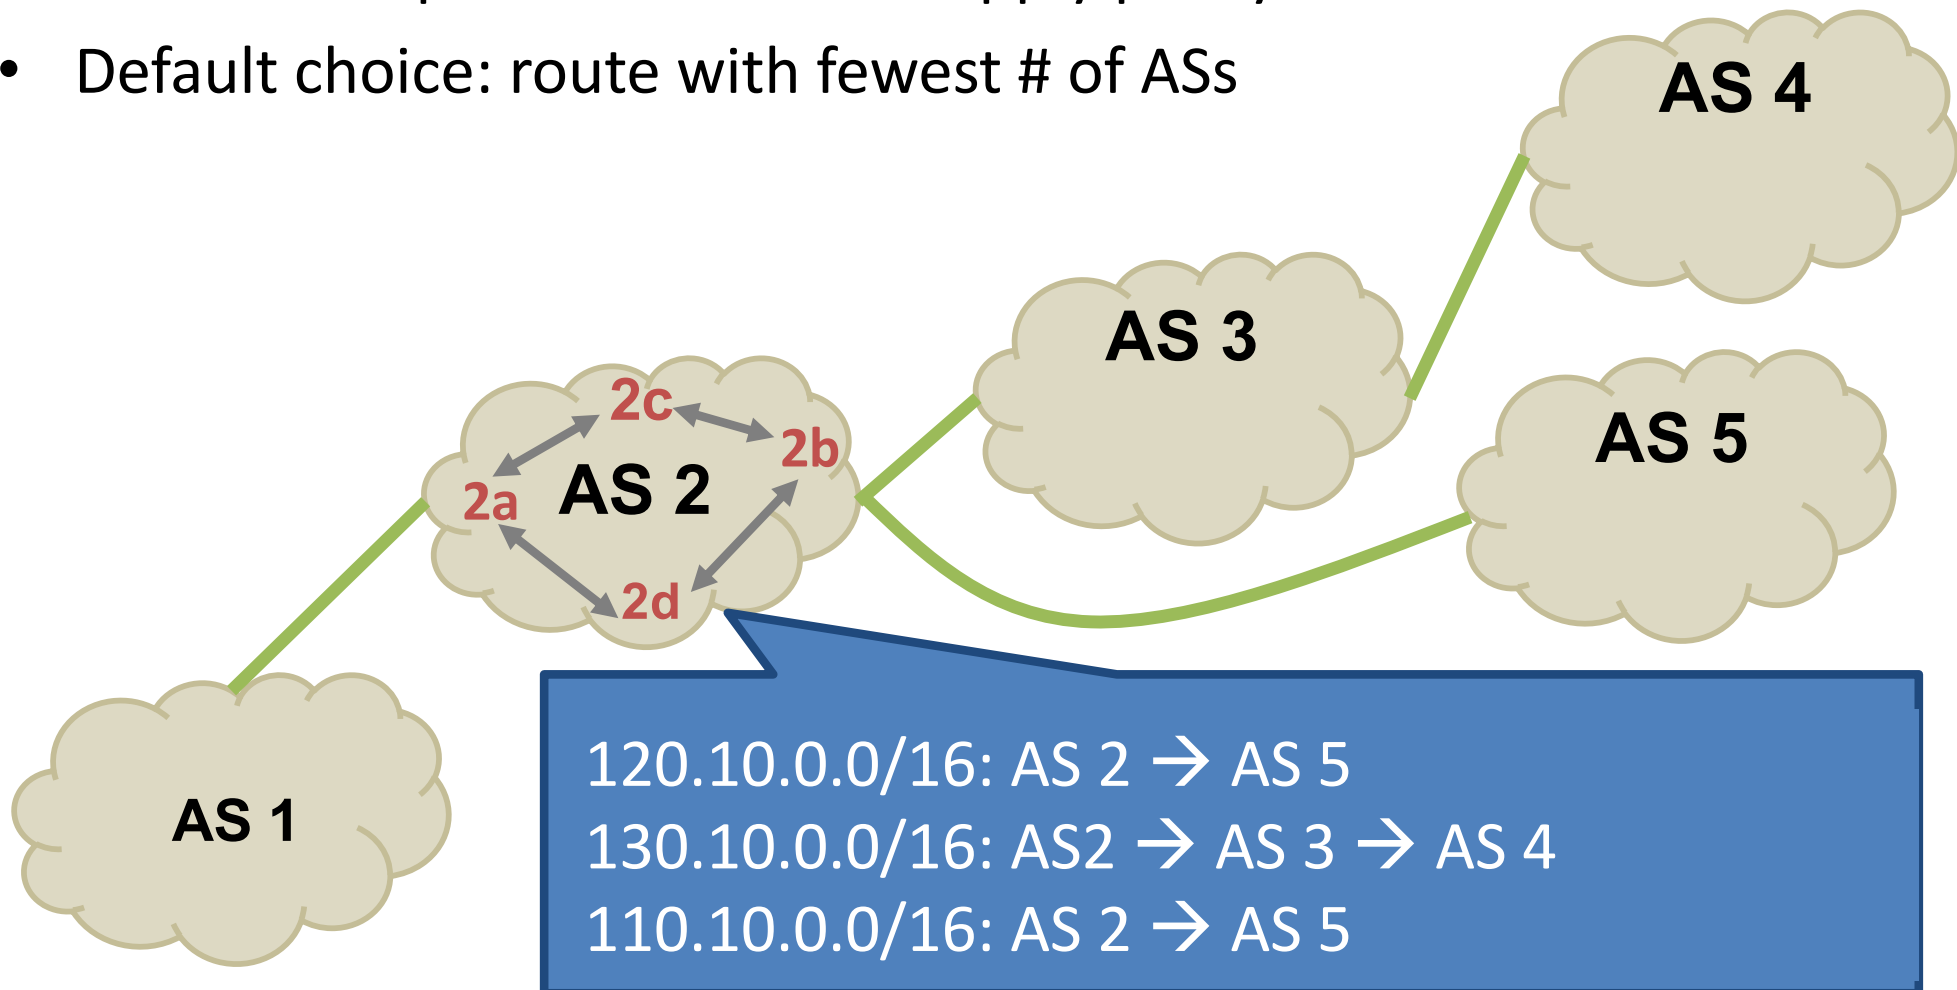 • Default choice: route with fewest # of ASs
AS 4
AS 3
AS 5
2c
2b
2a
AS 2
2d
AS 1
120.10.0.0/16: AS 2 → AS 5
130.10.0.0/16: AS2 → AS 3 → AS 4
110.10.0.0/16: AS 2 → AS 5